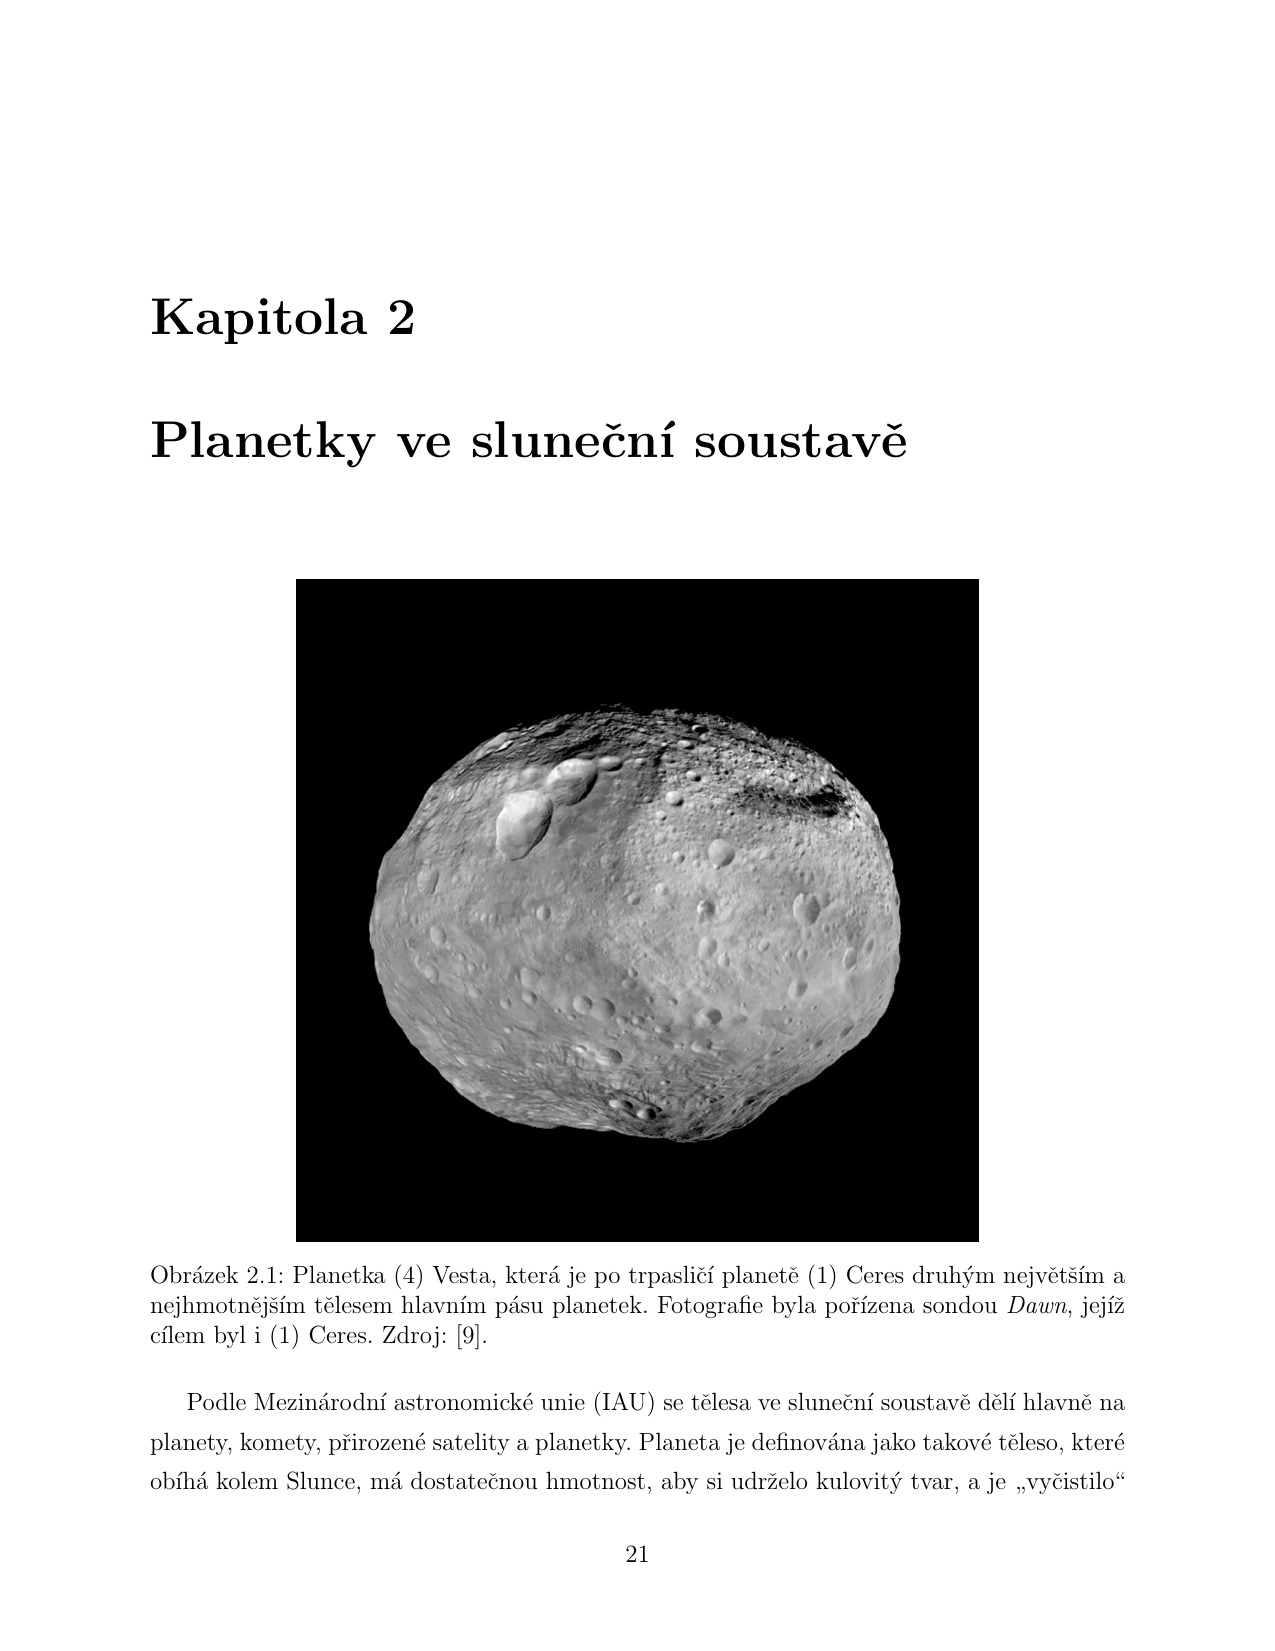 Kapitola 2
Planetky ve sluneční soustavě
Obrázek 2.1: Planetka (4) Vesta, která je po trpasličí planetě (1) Ceres druhým největším a
nejhmotnějším tělesem hlavním pásu planetek. Fotografie byla pořízena sondou Dawn, jejíž
cílem byl i (1) Ceres. Zdroj: [9].
Podle Mezinárodní astronomické unie (IAU) se tělesa ve sluneční soustavě dělí hlavně na
planety, komety, přirozené satelity a planetky. Planeta je definována jako takové těleso, které
obíhá kolem Slunce, má dostatečnou hmotnost, aby si udrželo kulovitý tvar, a je „vyčistilo“
21